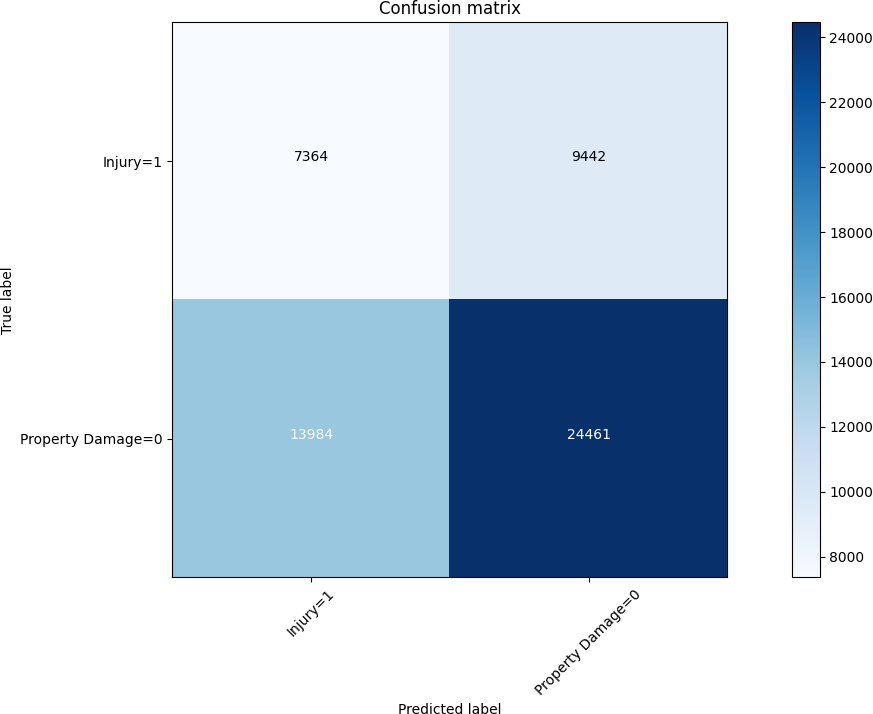 Confusion matrix
True label
Injury=1
Property Damage=0
7364
9442
13984
24461
Injury=1
Property Damage=0
Predicted label
24000
22000
20000
18000
16000
14000
12000
10000
8000